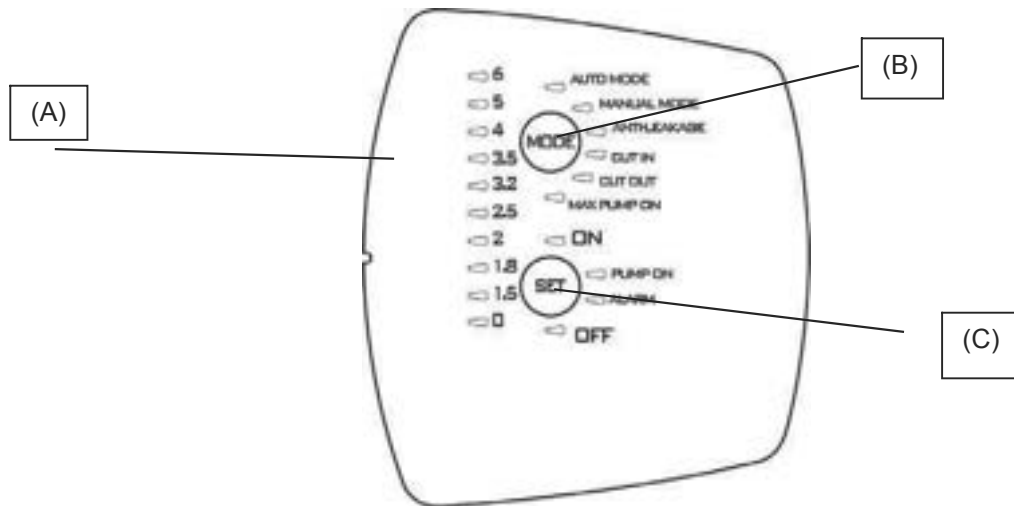 (A)
(B)
(C)
6
5
4
3.5
3.2
2.5
2
1.8
1.5
0
AUTO MODE
MANUAL MODE
ANTI-LEAKAGE
MODE
CUT IN
CUT OUT
MAX PUMP ON
ON
PUMP ON
SET
ALARM
OFF